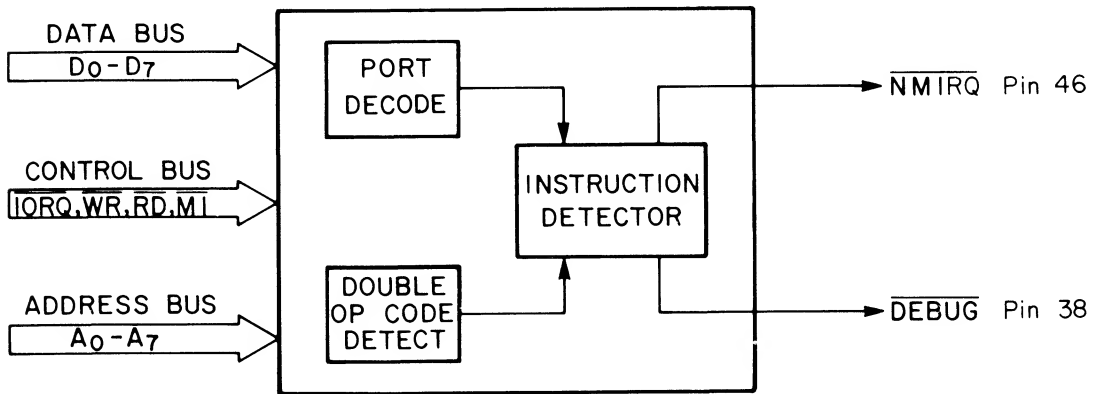 DATA BUS
D0-D7
CONTROL BUS
IORQ,WR,RD,MI
ADDRESS BUS
A0-A7
PORT
DECODE
DOUBLE
OP CODE
DETECT
INSTRUCTION
DETECTOR
NMIRQ Pin 46
DEBUG Pin 38